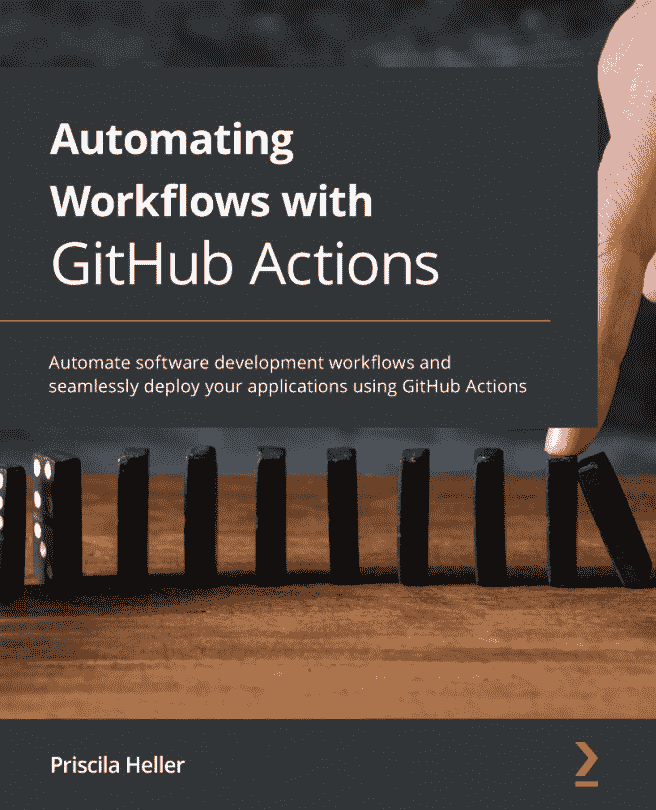 Automating
Workflows with
GitHub Actions
Automate software development workflows and
seamlessly deploy your applications using GitHub Actions
Priscila Heller